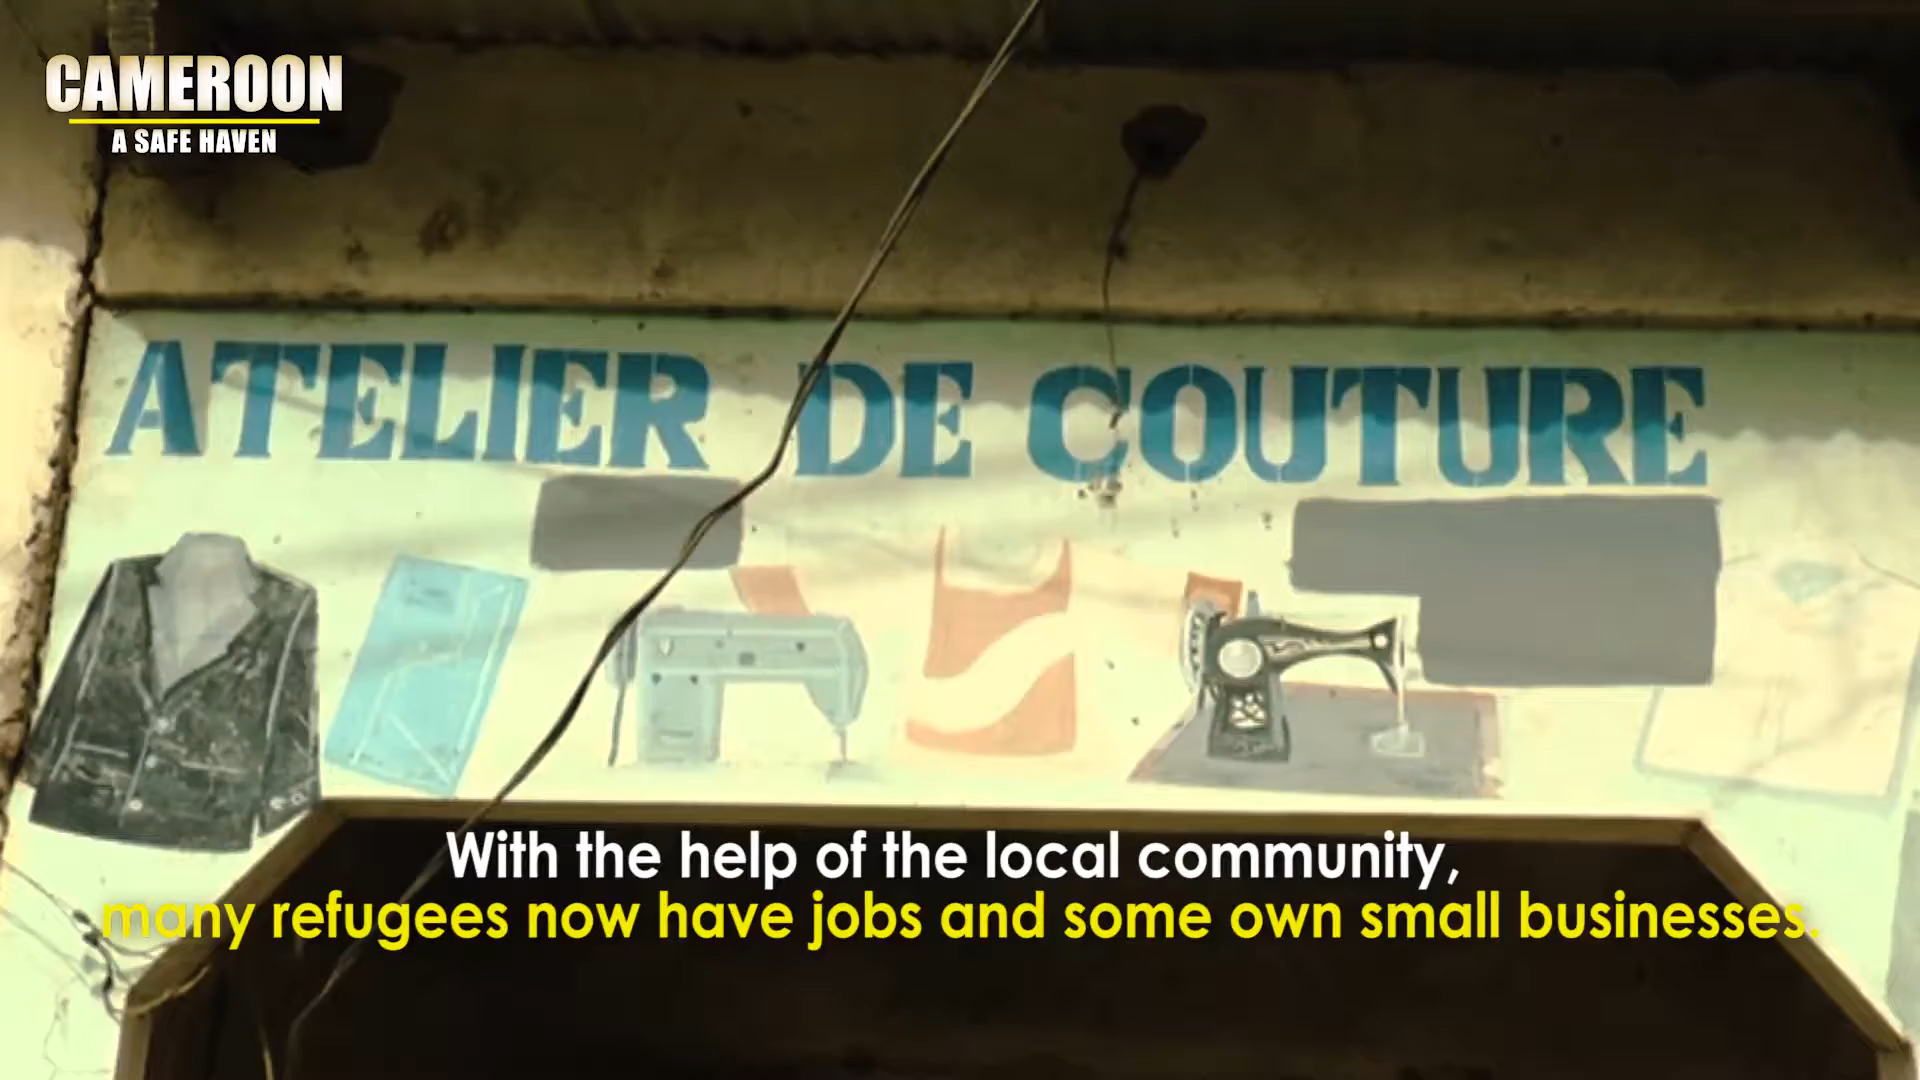 CAMEROON
A SAFE HAVEN
ATELIER DE COUTURE
With the help of the local community,
many refugees now have jobs and some own small businesses.